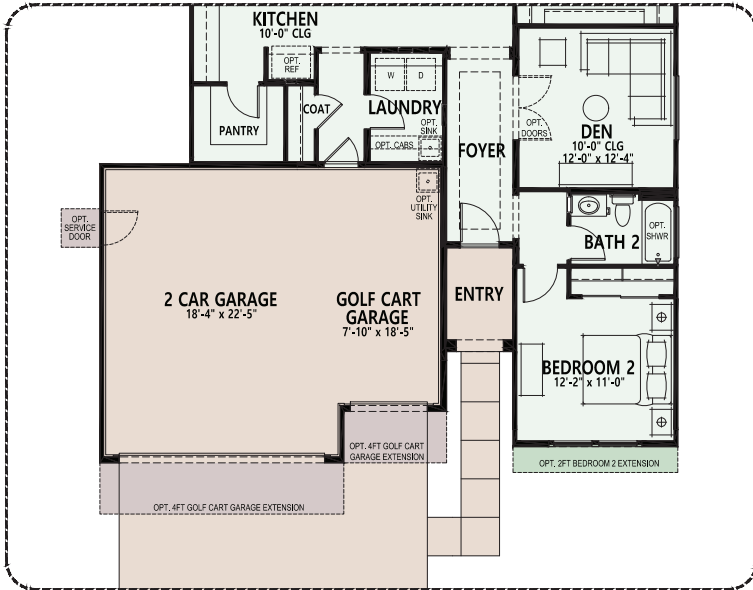 KITCHEN
10'-0" CLG
OPT.
REF
W D
COAT
LAUNDRY
OPT.
SINK
OPT. CABS
PANTRY
FOYER
OPT.
DOORS
DEN
10'-0" CLG
12'-0" x 12'-4"
OPT.
UTILITY
SINK
OPT.
SERVICE
DOOR
BATH 2
OPT.
SHWR
2 CAR GARAGE
18'-4" x 22'-5"
GOLF CART
GARAGE
7'-10" x 18'-5"
ENTRY
BEDROOM 2
12'-2" x 11'-0"
OPT. 4FT GOLF CART
GARAGE EXTENSION
OPT. 2FT BEDROOM 2 EXTENSION
OPT. 4FT GOLF CART GARAGE EXTENSION